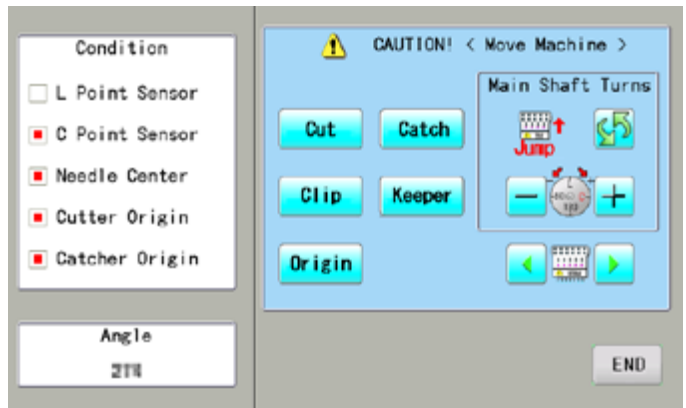 Condition
L Point Sensor
C Point Sensor
Needle Center
Cutter Origin
Catcher Origin
Angle
CAUTION! < Move Machine >
Main Shaft Turns
Cut
Catch
Jump
Clip
Keeper
Origin
END